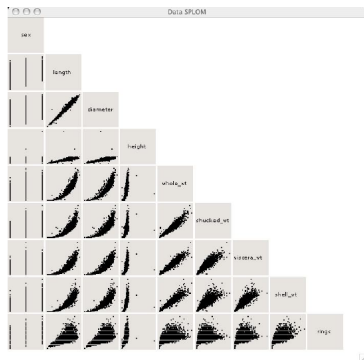 Data SPLOM
sex
length
diameter
height
whole_wt
shucked_wt
viscera_wt
shell_wt
rings